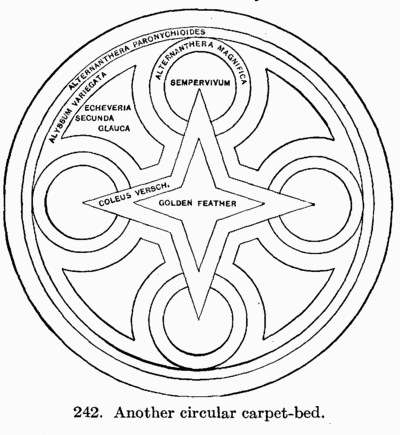 ALTERNANTHERA PARONYCHIOIDES
ALTERNANTHERA MAGNIFICA
ALYSSUM VARIEGATA
SEMPERVIVUM
ECHEVERIA
SECUNDA
GLAUCA
COLEUS VERSCH.
GOLDEN FEATHER
242. Another circular carpet-bed.